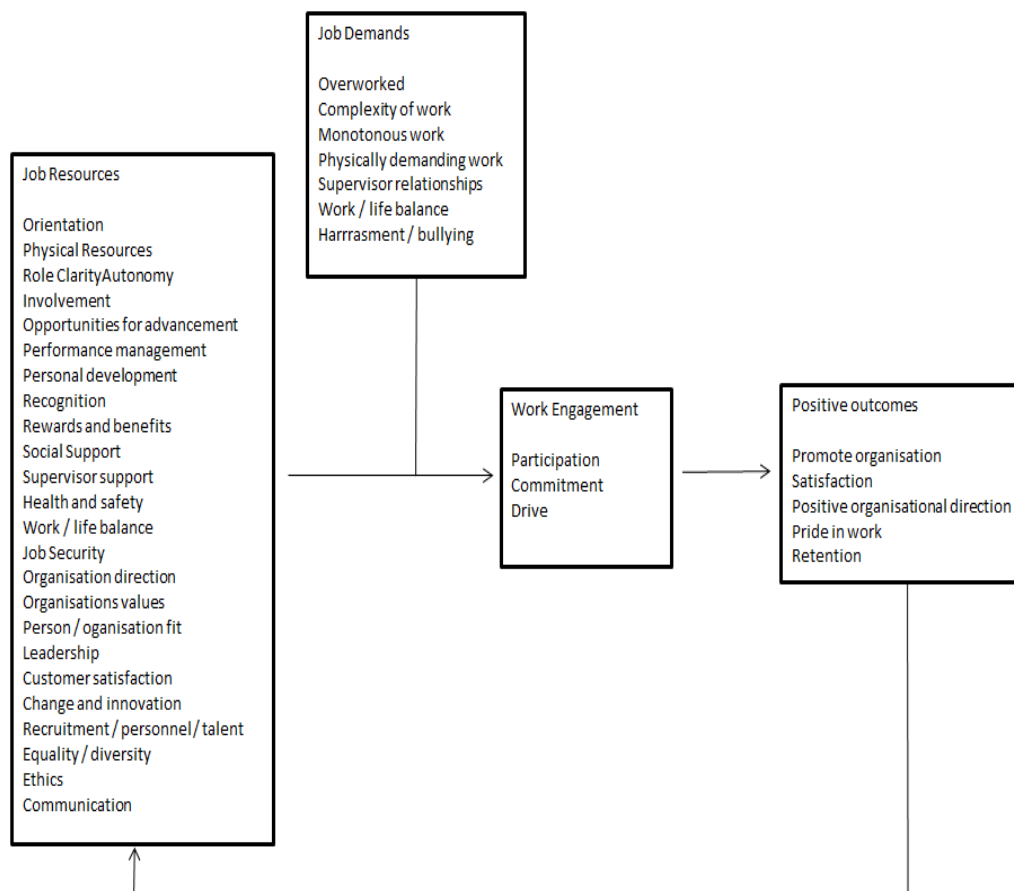 Job Demands
Overworked
Complexity of work
Monotonous work
Physically demanding work
Supervisor relationships
Work / life balance
Harrrasment / bullying
Job Resources
Orientation
Physical Resources
Role ClarityAutonomy
Involvement
Opportunities for advancement
Performance management
Personal development
Recognition
Rewards and benefits
Social Support
Supervisor support
Health and safety
Work / life balance
Job Security
Organisation direction
Organisations values
Person / oganisation fit
Leadership
Customer satisfaction
Change and innovation
Recruitment / personnel / talent
Equality / diversity
Ethics
Communication
Work Engagement
Participation
Commitment
Drive
Positive outcomes
Promote organisation
Satisfaction
Positive organisational direction
Pride in work
Retention